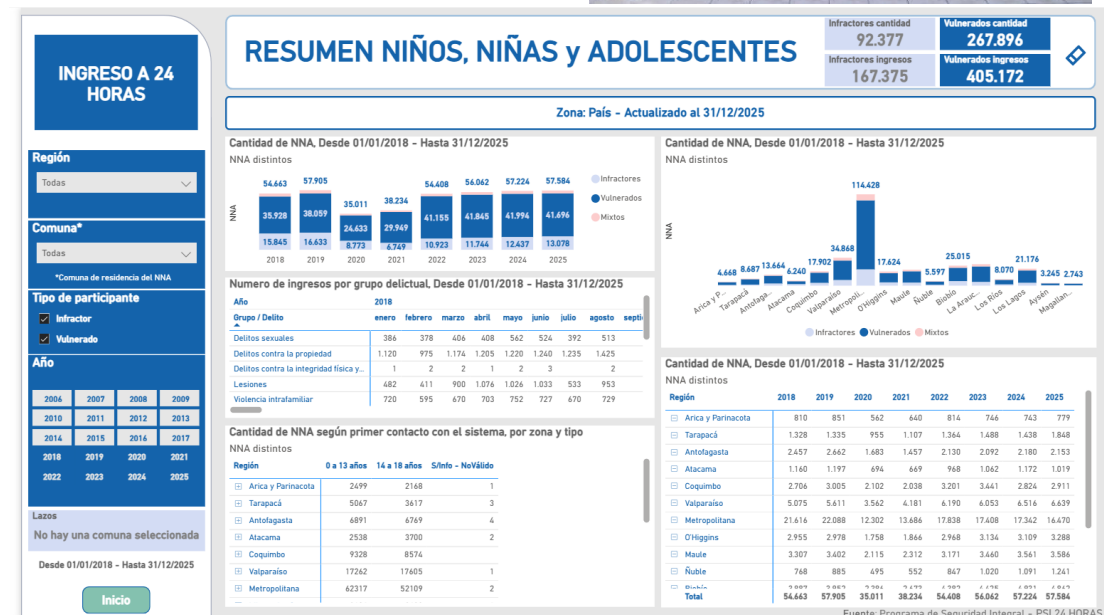 INGRESO A 24
HORAS
RESUMEN NIÑOS, NIÑAS y ADOLESCENTES
Infractores cantidad
92.377
Vulnerados cantidad
267.896
Infractores ingresos
167.375
Vulnerados ingresos
405.172
Zona: País - Actualizado al 31/12/2025
Región
Todas
Comuna*
Todas
*Comuna de residencia del NNA
Tipo de participante
Infractor
Vulnerado
Año
2006 2007 2008 2009
2010 2011 2012 2013
2014 2015 2016 2017
2018 2019 2020 2021
2022 2023 2024 2025
Lazos
No hay una comuna seleccionada
Desde 01/01/2018 - Hasta 31/12/2025
Inicio
Cantidad de NNA, Desde 01/01/2018 - Hasta 31/12/2025
NNA distintos
NNA
54.663 57.905 35.011 38.234 54.408 56.062 57.224 57.584
35.928 38.059 24.633 29.949 41.155 41.845 41.994 41.696
15.845 16.633 8.773 6.749 10.923 11.744 12.437 13.078
2018 2019 2020 2021 2022 2023 2024 2025
Infractores
Vulnerados
Mixtos
Numero de ingresos por grupo delictual, Desde 01/01/2018 - Hasta 31/12/2025
Año 2018
Grupo / Delito enero febrero marzo abril mayo junio julio agosto septi
Delitos sexuales 386 378 406 408 562 524 392 513
Delitos contra la propiedad 1.120 975 1.174 1.205 1.220 1.240 1.235 1.425
Delitos contra la integridad física y... 1 2 2 1 2 3 2
Lesiones 482 411 900 1.076 1.026 1.033 533 953
Violencia intrafamiliar 720 595 670 703 752 727 670 729
Cantidad de NNA según primer contacto con el sistema, por zona y tipo
NNA distintos
Región 0 a 13 años 14 a 18 años S/Info - NoVálido
Arica y Parinacota 2499 2168 1
Tarapacá 5067 3617 3
Antofagasta 6891 6769 4
Atacama 2538 3700 2
Coquimbo 9328 8574
Valparaíso 17262 17605 1
Metropolitana 62317 52109 2
Cantidad de NNA, Desde 01/01/2018 - Hasta 31/12/2025
NNA distintos
NNA
4.668 8.687 13.664 6.240 17.902 34.868 114.428 17.624 5.597 25.015 8.070 21.176 3.245 2.743
Arica y P... Tarapacá Antofaga... Atacama Coquimbo Valparaíso Metropoli... O'Higgins Maule Ñuble Biobío La Arauc... Los Ríos Los Lagos Aysén Magallan...
Infractores Vulnerados Mixtos
Cantidad de NNA, Desde 01/01/2018 - Hasta 31/12/2025
NNA distintos
Región 2018 2019 2020 2021 2022 2023 2024 2025
Arica y Parinacota 810 851 562 640 814 746 743 779
Tarapacá 1.328 1.335 955 1.107 1.364 1.488 1.438 1.848
Antofagasta 2.457 2.662 1.683 1.457 2.130 2.092 2.180 2.153
Atacama 1.160 1.197 694 669 968 1.062 1.172 1.019
Coquimbo 2.706 3.005 2.102 2.038 3.201 3.441 2.824 2.911
Valparaíso 5.075 5.611 3.562 4.181 6.190 6.053 6.516 6.639
Metropolitana 21.616 22.088 12.302 13.686 17.838 17.408 17.342 16.470
O'Higgins 2.955 2.978 1.758 1.866 2.968 3.134 3.109 3.288
Maule 3.307 3.402 2.115 2.312 3.171 3.460 3.561 3.586
Ñuble 768 885 495 552 847 1.020 1.091 1.241
Total 54.663 57.905 35.011 38.234 54.408 56.062 57.224 57.584
Fuente: Programa de Seguridad Integral - PSI 24 HORAS